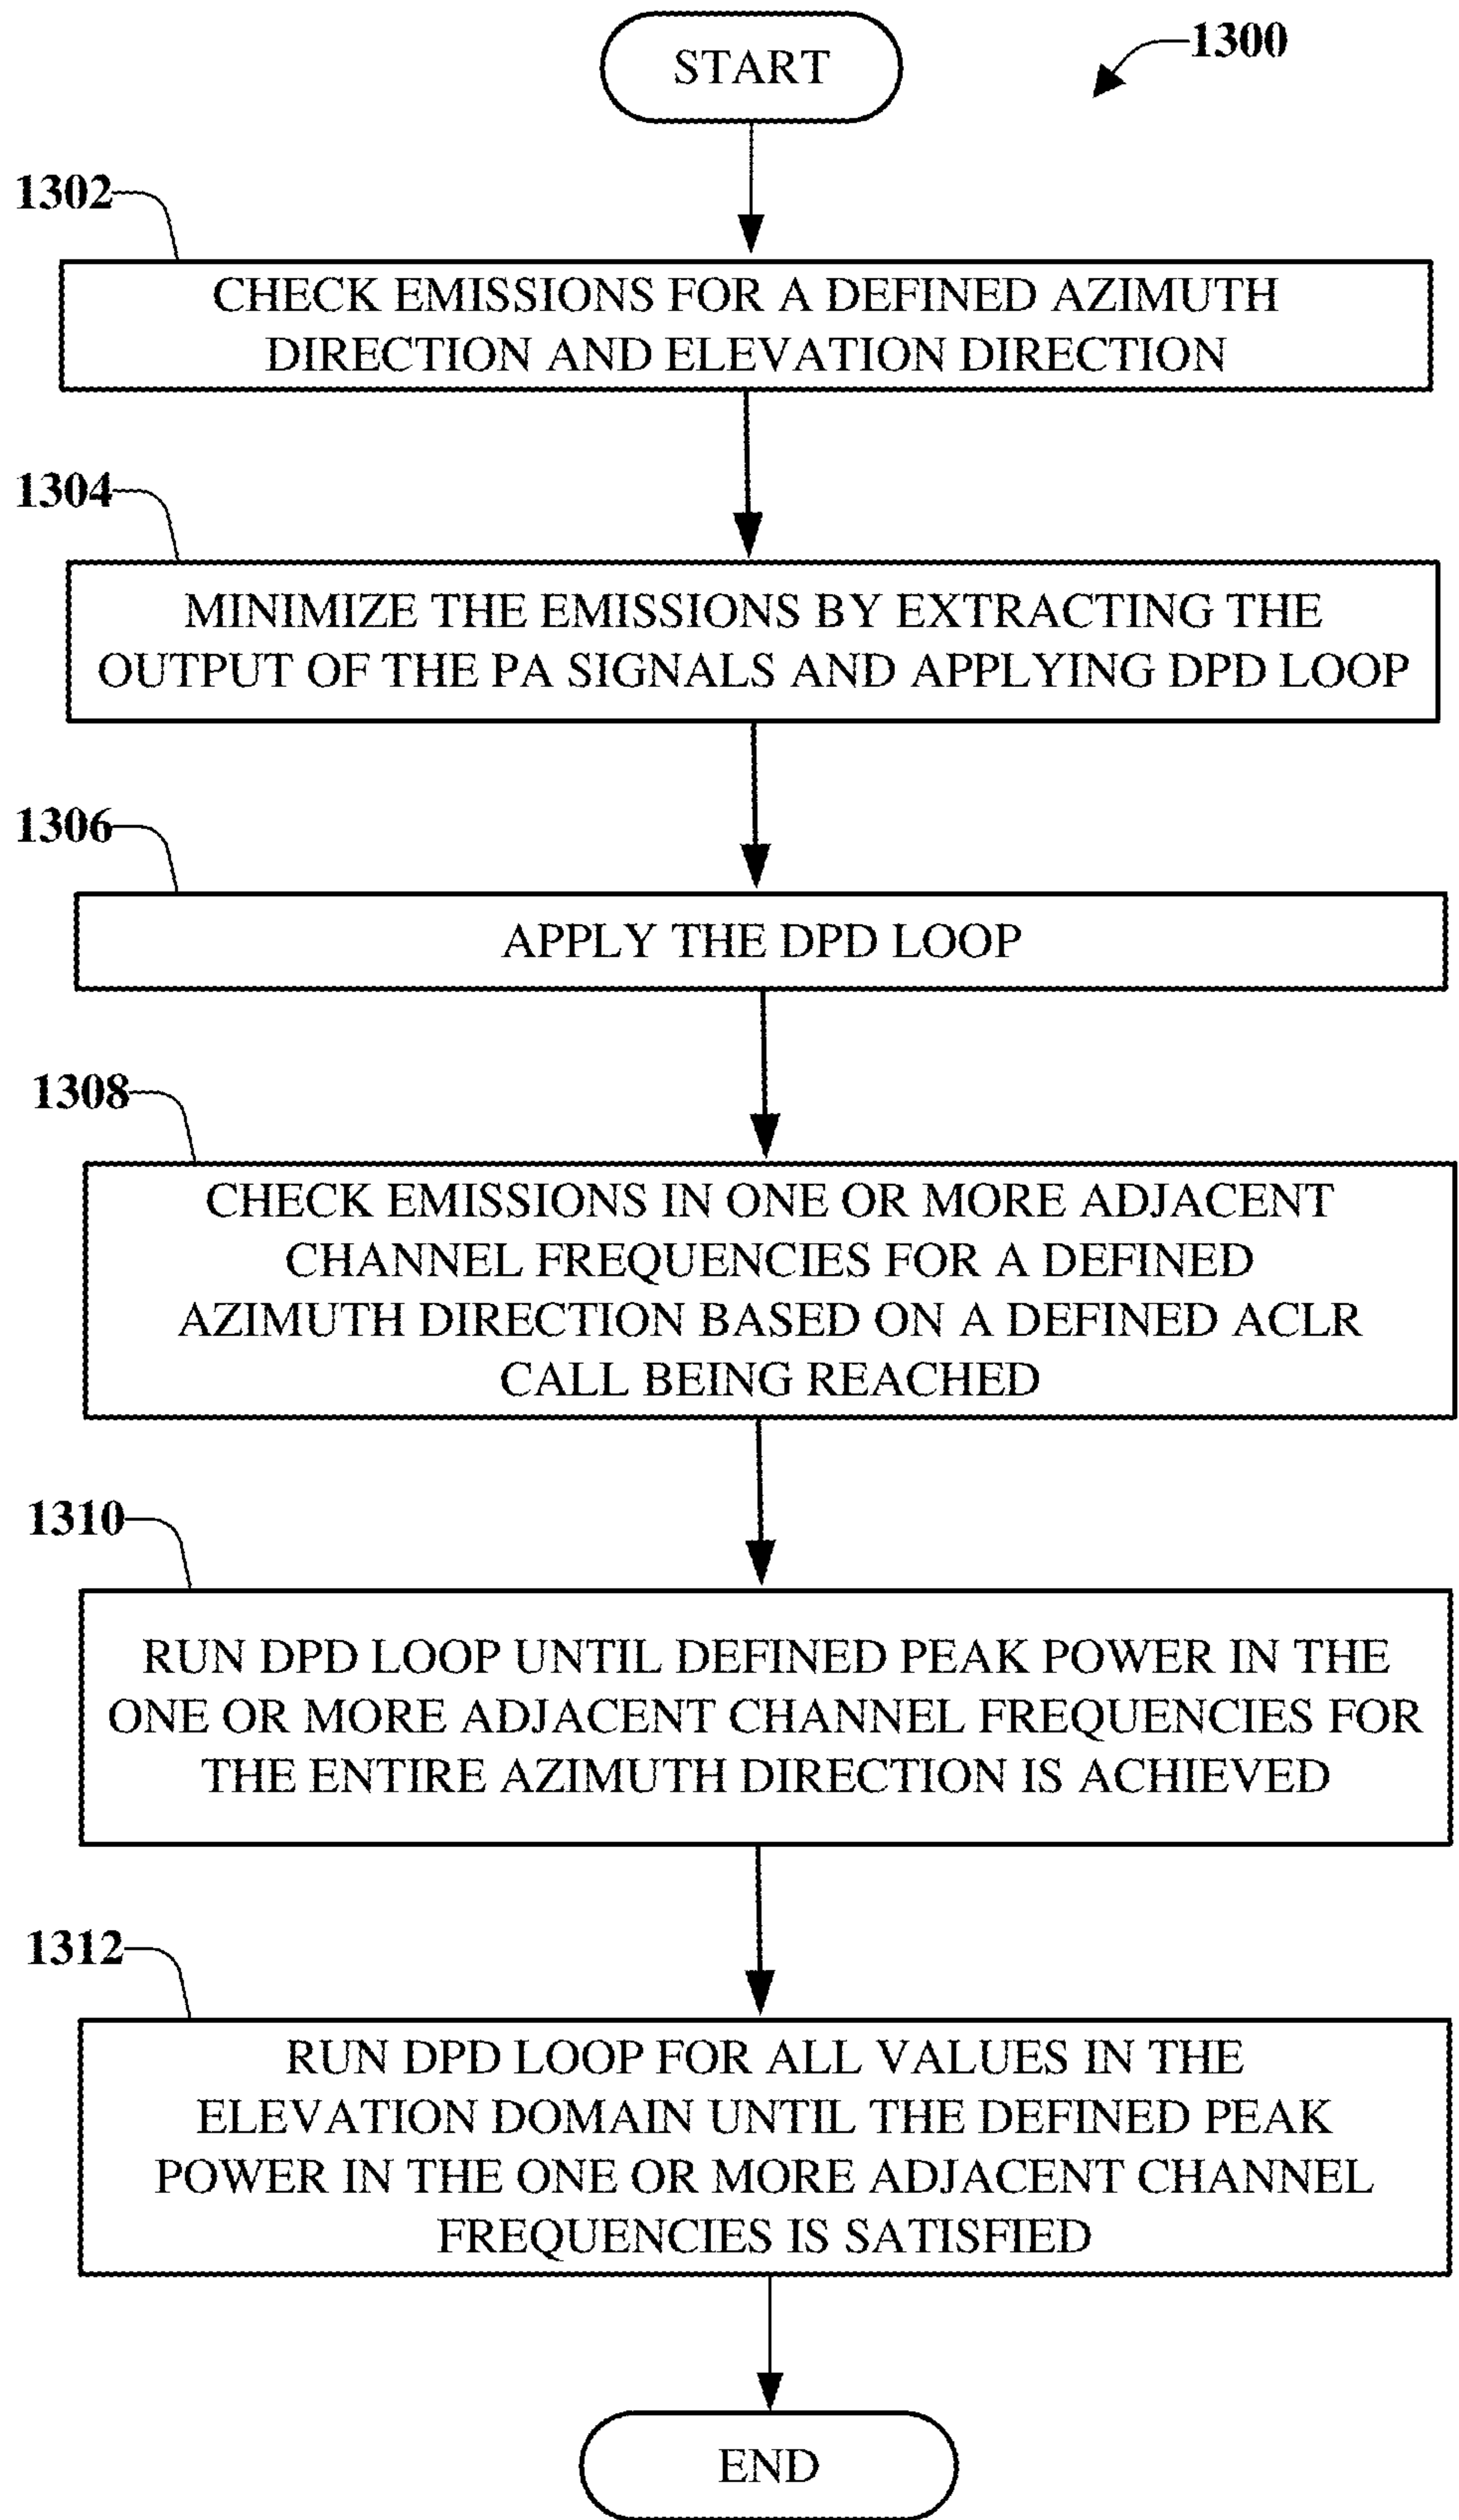 START
1300
1302
CHECK EMISSIONS FOR A DEFINED AZIMUTH
DIRECTION AND ELEVATION DIRECTION
1304
MINIMIZE THE EMISSIONS BY EXTRACTING THE
OUTPUT OF THE PA SIGNALS AND APPLYING DPD LOOP
1306
APPLY THE DPD LOOP
1308
CHECK EMISSIONS IN ONE OR MORE ADJACENT
CHANNEL FREQUENCIES FOR A DEFINED
AZIMUTH DIRECTION BASED ON A DEFINED ACLR
CALL BEING REACHED
1310
RUN DPD LOOP UNTIL DEFINED PEAK POWER IN THE
ONE OR MORE ADJACENT CHANNEL FREQUENCIES FOR
THE ENTIRE AZIMUTH DIRECTION IS ACHIEVED
1312
RUN DPD LOOP FOR ALL VALUES IN THE
ELEVATION DOMAIN UNTIL THE DEFINED PEAK
POWER IN THE ONE OR MORE ADJACENT CHANNEL
FREQUENCIES IS SATISFIED
END